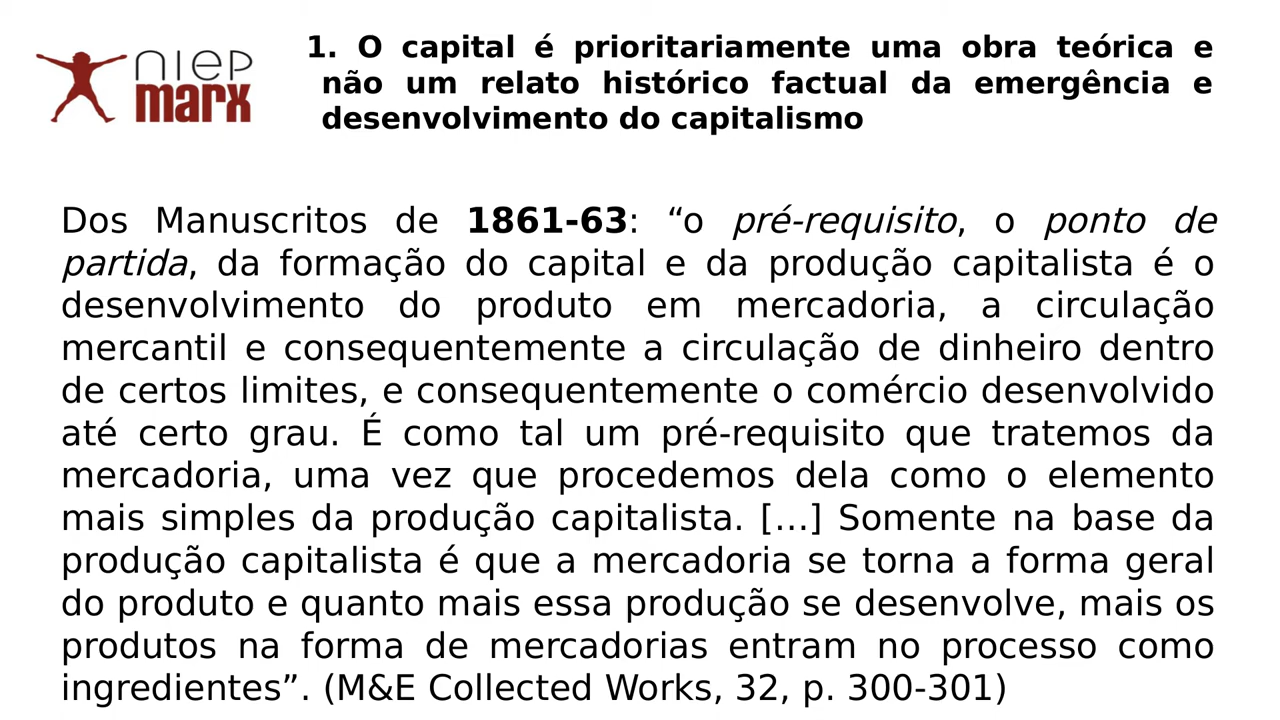 niep
marx
1. O capital é prioritariamente uma obra teórica e
não um relato histórico factual da emergência e
desenvolvimento do capitalismo
Dos Manuscritos de 1861-63: “o pré-requisito, o ponto de
partida, da formação do capital e da produção capitalista é o
desenvolvimento do produto em mercadoria, a circulação
mercantil e consequentemente a circulação de dinheiro dentro
de certos limites, e consequentemente o comércio desenvolvido
até certo grau. É como tal um pré-requisito que tratemos da
mercadoria, uma vez que procedemos dela como o elemento
mais simples da produção capitalista. […] Somente na base da
produção capitalista é que a mercadoria se torna a forma geral
do produto e quanto mais essa produção se desenvolve, mais os
produtos na forma de mercadorias entram no processo como
ingredientes”. (M&E Collected Works, 32, p. 300-301)